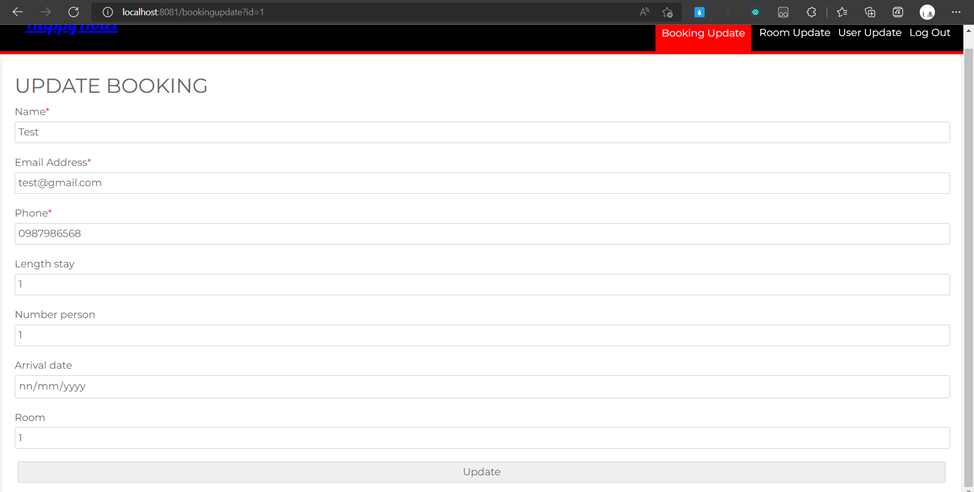 localhost:8081/bookingupdate?id=1
Happy Hotel
Booking Update Room Update User Update Log Out
UPDATE BOOKING
Name*
Test
Email Address*
test@gmail.com
Phone*
0987986568
Length stay
1
Number person
1
Arrival date
nn/mm/yyyy
Room
1
Update